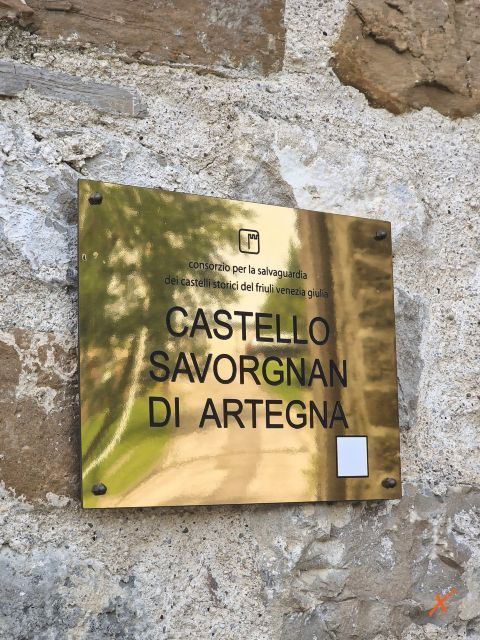 consorzio per la salvaguardia
dei castelli storici del friuli venezia giulia
CASTELLO
SAVORGNAN
DI ARTEGNA